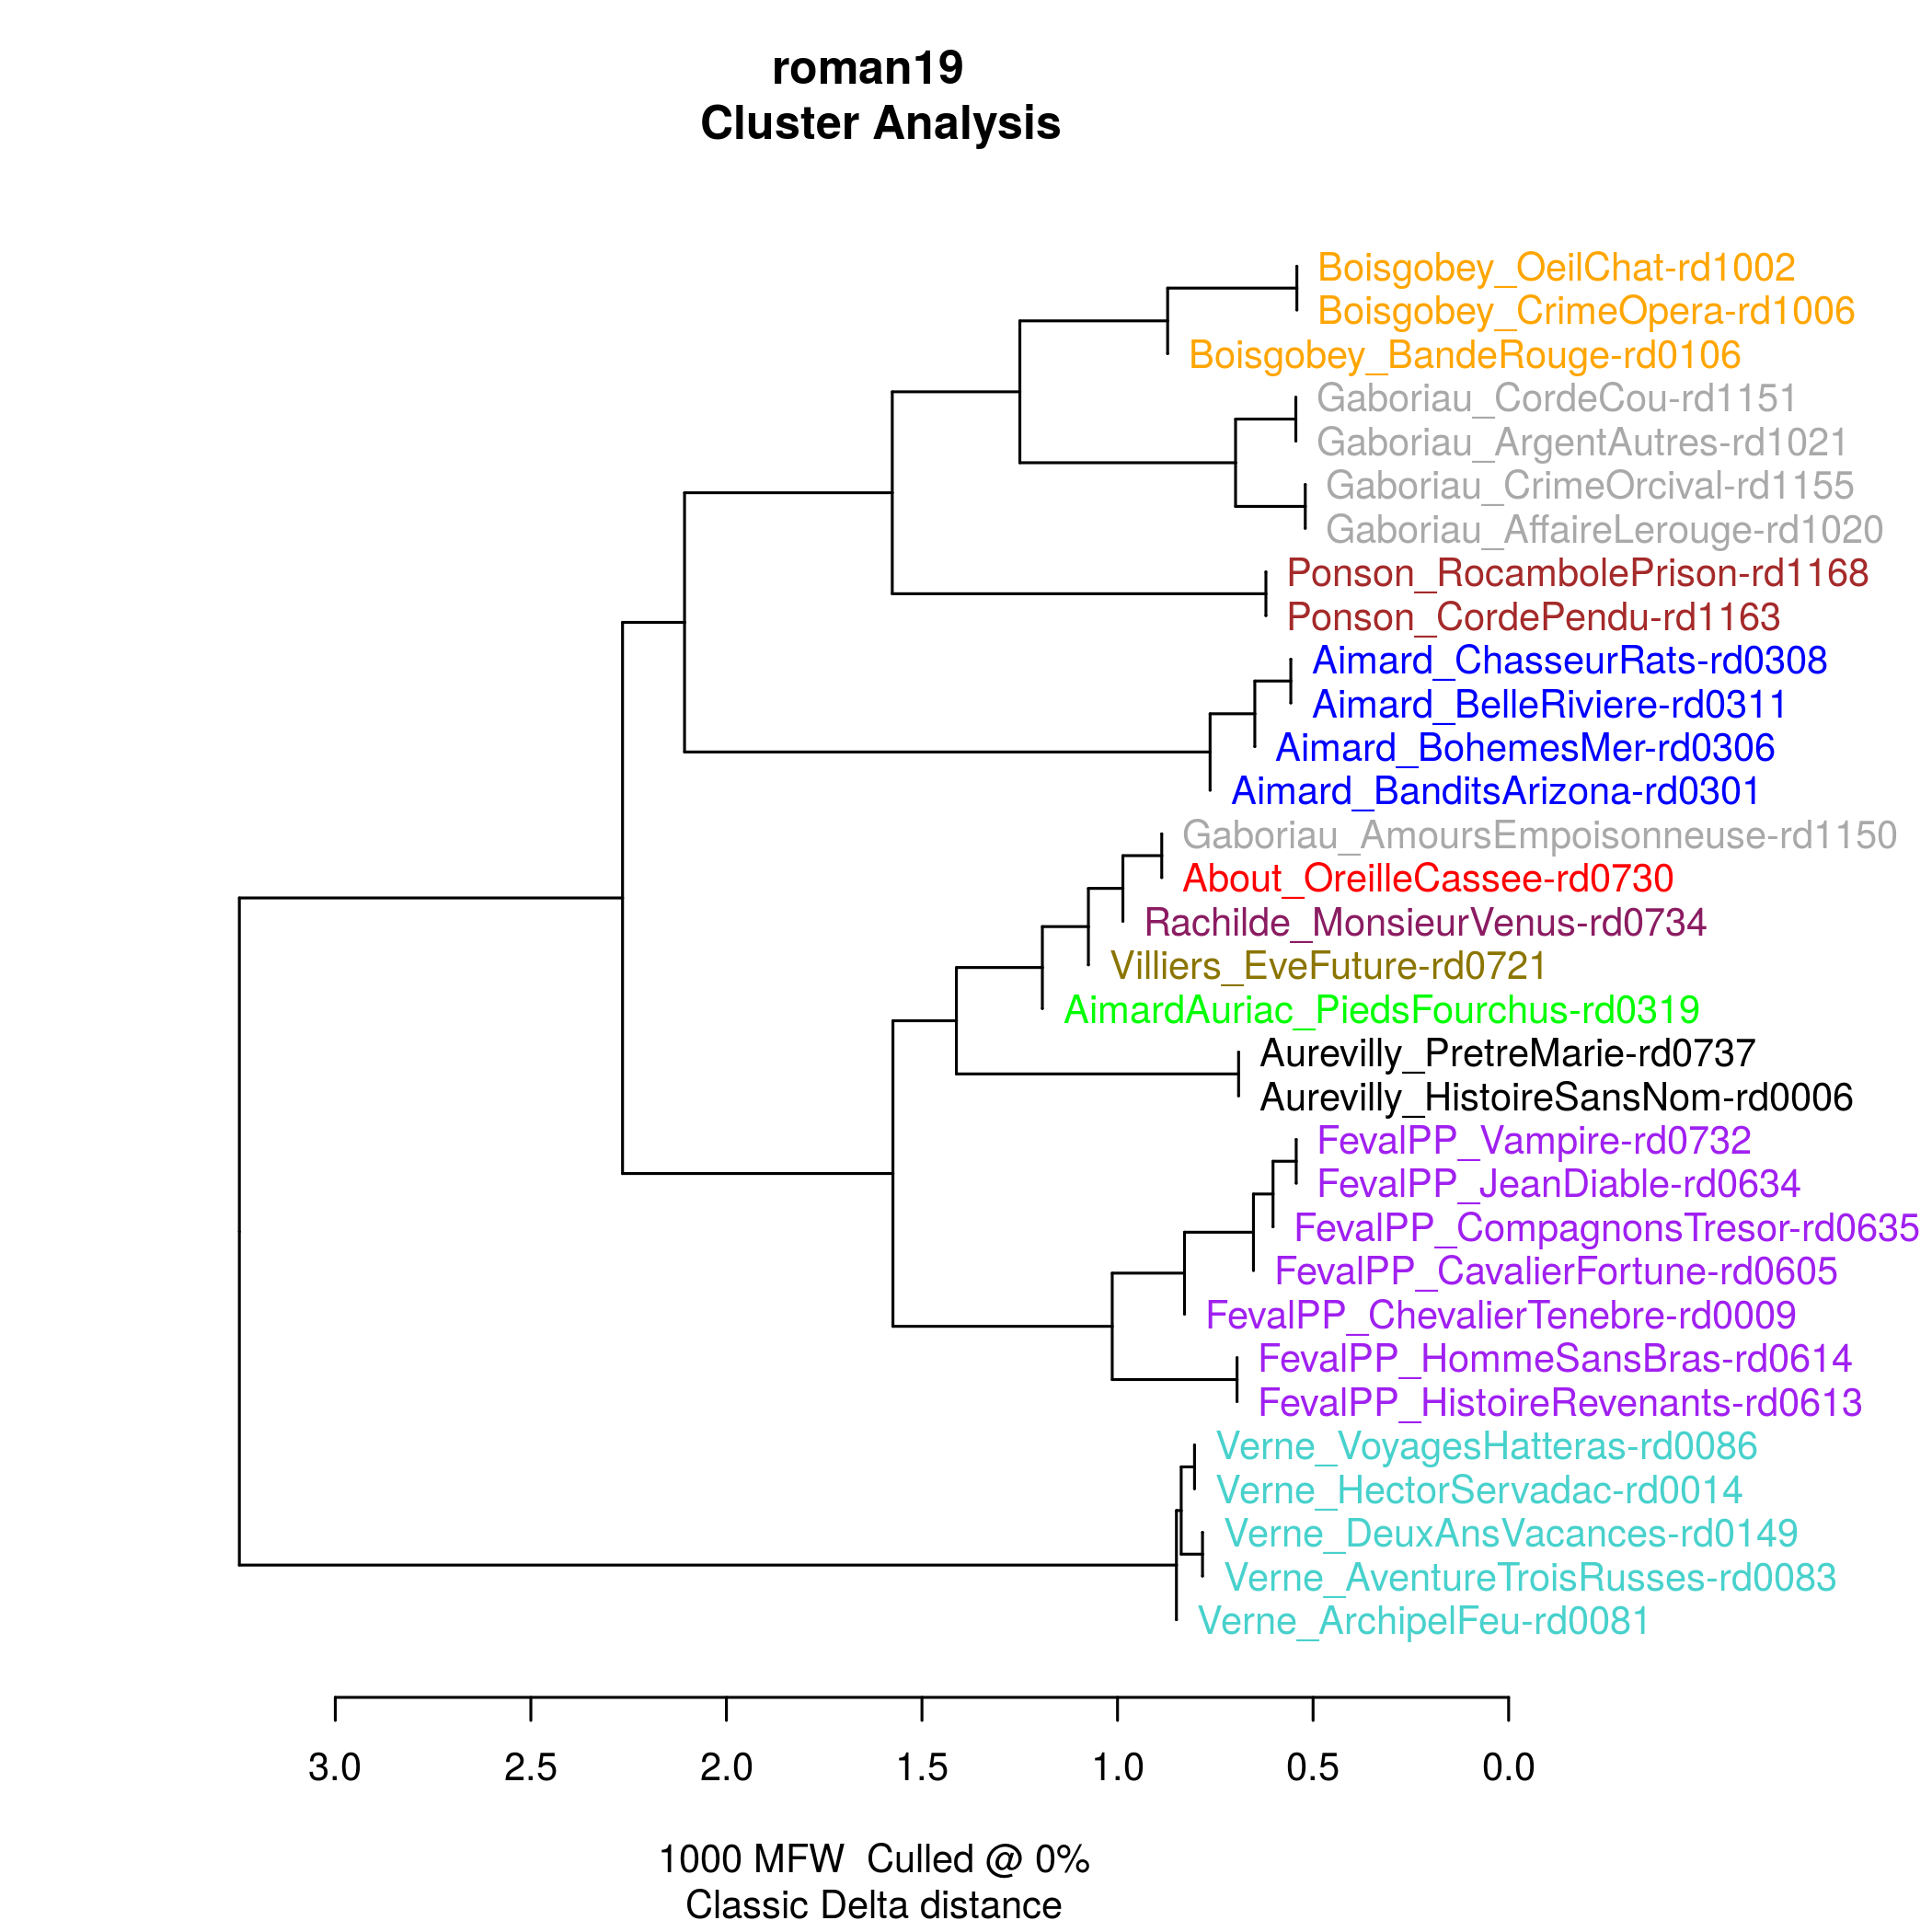 roman19
Cluster Analysis
Boisgobey_OeilChat-rd1002
Boisgobey_CrimeOpera-rd1006
Boisgobey_BandeRouge-rd0106
Gaboriau_CordeCou-rd1151
Gaboriau_ArgentAutres-rd1021
Gaboriau_CrimeOrcival-rd1155
Gaboriau_AffaireLerouge-rd1020
Ponson_RocambolePrison-rd1168
Ponson_CordePendu-rd1163
Aimard_ChasseurRats-rd0308
Aimard_BelleRiviere-rd0311
Aimard_BohemesMer-rd0306
Aimard_BanditsArizona-rd0301
Gaboriau_AmoursEmpoisonneuse-rd1150
About_OreilleCassee-rd0730
Rachilde_MonsieurVenus-rd0734
Villiers_EveFuture-rd0721
AimardAuriac_PiedsFourchus-rd0319
Aurevilly_PretreMarie-rd0737
Aurevilly_HistoireSansNom-rd0006
FevalPP_Vampire-rd0732
FevalPP_JeanDiable-rd0634
FevalPP_CompagnonsTresor-rd0635
FevalPP_CavalierFortune-rd0605
FevalPP_ChevalierTenebre-rd0009
FevalPP_HommeSansBras-rd0614
FevalPP_HistoireRevenants-rd0613
Verne_VoyagesHatteras-rd0086
Verne_HectorServadac-rd0014
Verne_DeuxAnsVacances-rd0149
Verne_AventureTroisRusses-rd0083
Verne_ArchipelFeu-rd0081
3.0 2.5 2.0 1.5 1.0 0.5 0.0
1000 MFW  Culled @ 0%
Classic Delta distance